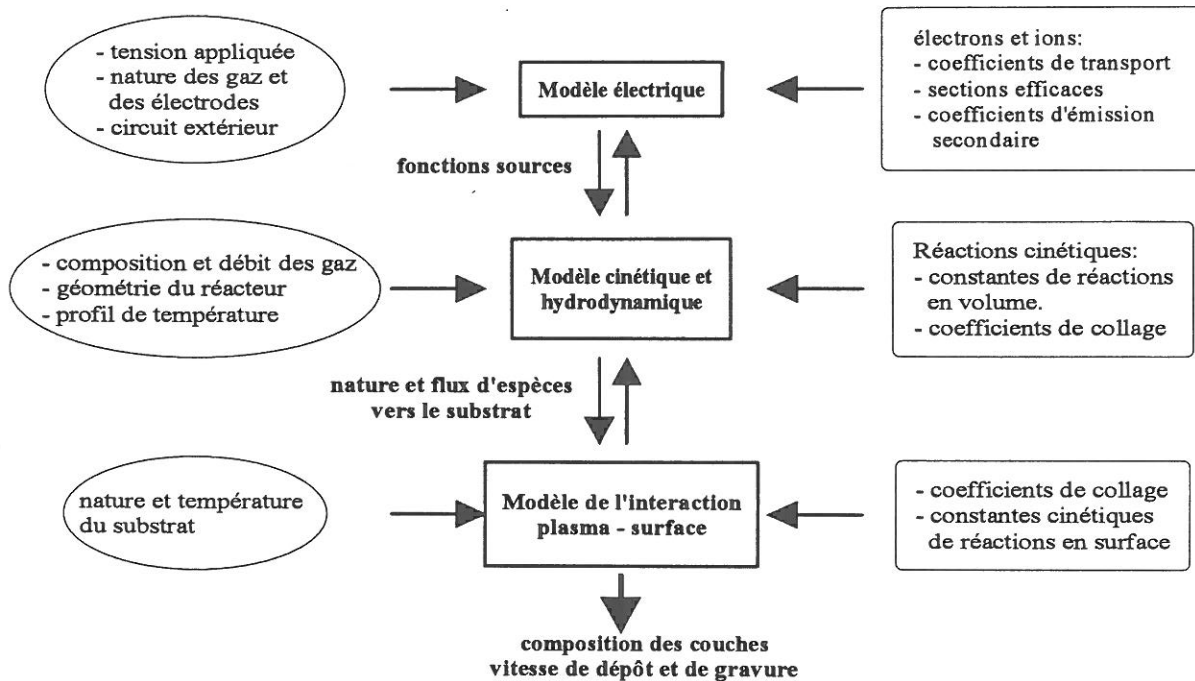 - tension appliquée
- nature des gaz et
des électrodes
- circuit extérieur
Modèle électrique
électrons et ions:
- coefficients de transport
- sections efficaces
- coefficients d'émission
secondaire
fonctions sources
- composition et débit des gaz
- géométrie du réacteur
- profil de température
Modèle cinétique et
hydrodynamique
Réactions cinétiques:
- constantes de réactions
en volume.
- coefficients de collage
nature et flux d'espèces
vers le substrat
nature et température
du substrat
Modèle de l'interaction
plasma - surface
- coefficients de collage
- constantes cinétiques
de réactions en surface
composition des couches
vitesse de dépôt et de gravure